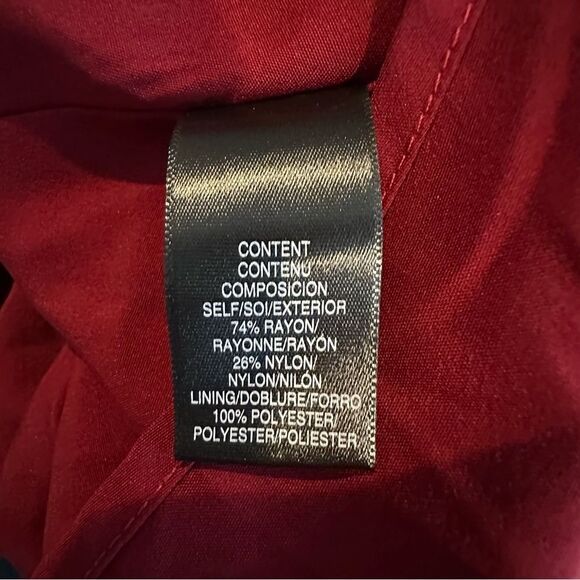 CONTENT
CONTENU
COMPOSICION
SELF/SOI/EXTERIOR
74% RAYON/
RAYONNE/RAYÓN
26% NYLON/
NYLON/NILÓN
LINING/DOBLURE/FORRO
100% POLYESTER/
POLYESTER/POLIESTER